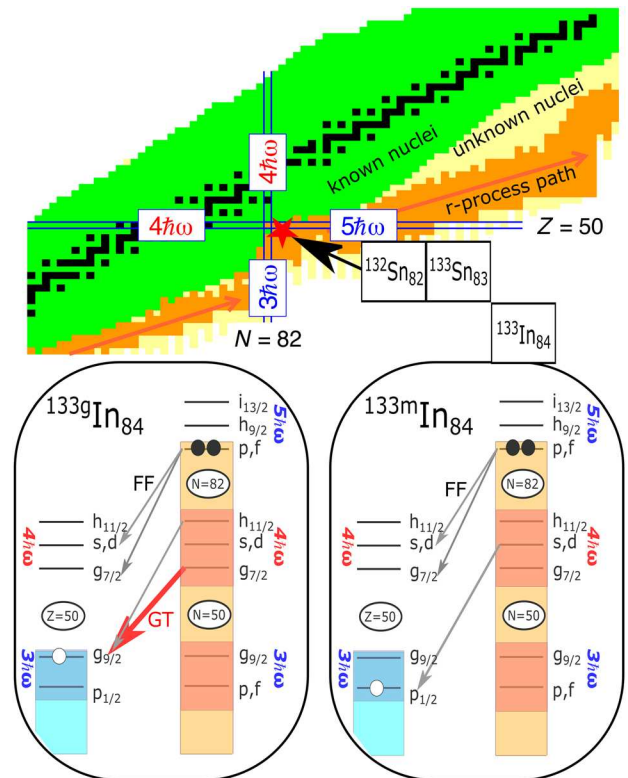 known nuclei
unknown nuclei
r-process path
4ħω
4ħω
5ħω
3ħω
Z = 50
N = 82
¹³²Sn₈₂
¹³³Sn₈₃
¹³³In₈₄
¹³³ᵍIn₈₄
i₁₃/₂
h₉/₂
p,f
5ħω
FF
N=82
h₁₁/₂
s,d
g₇/₂
4ħω
h₁₁/₂
s,d
g₇/₂
4ħω
Z=50
GT
N=50
g₉/₂
p₁/₂
3ħω
g₉/₂
p,f
3ħω
¹³³ᵐIn₈₄
i₁₃/₂
h₉/₂
p,f
5ħω
FF
N=82
h₁₁/₂
s,d
g₇/₂
4ħω
h₁₁/₂
s,d
g₇/₂
4ħω
Z=50
N=50
g₉/₂
p₁/₂
3ħω
g₉/₂
p,f
3ħω